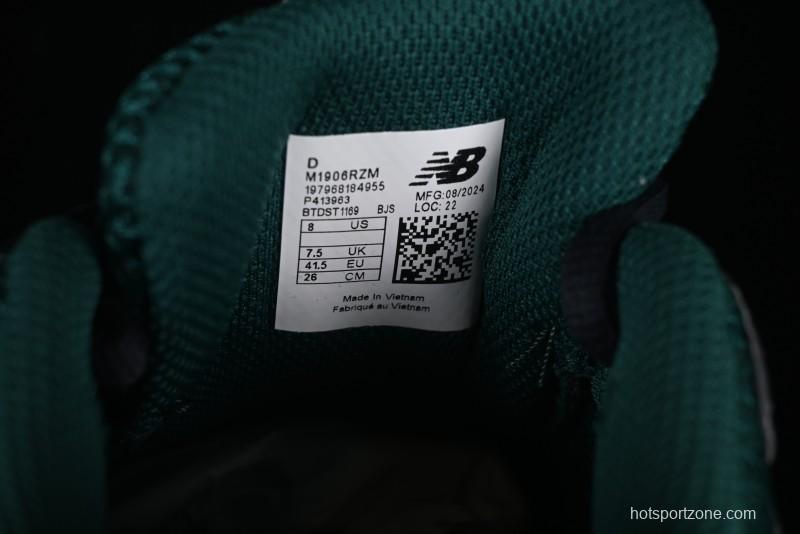 D
M1906RZM
197968184955
P413963
BTDST1169 BJS
NB
MFG:08/2024
LOC: 22
8 US
7.5 UK
41.5 EU
26 CM
Made In Vietnam
Fabriqué au Vietnam
hotsportzone.com